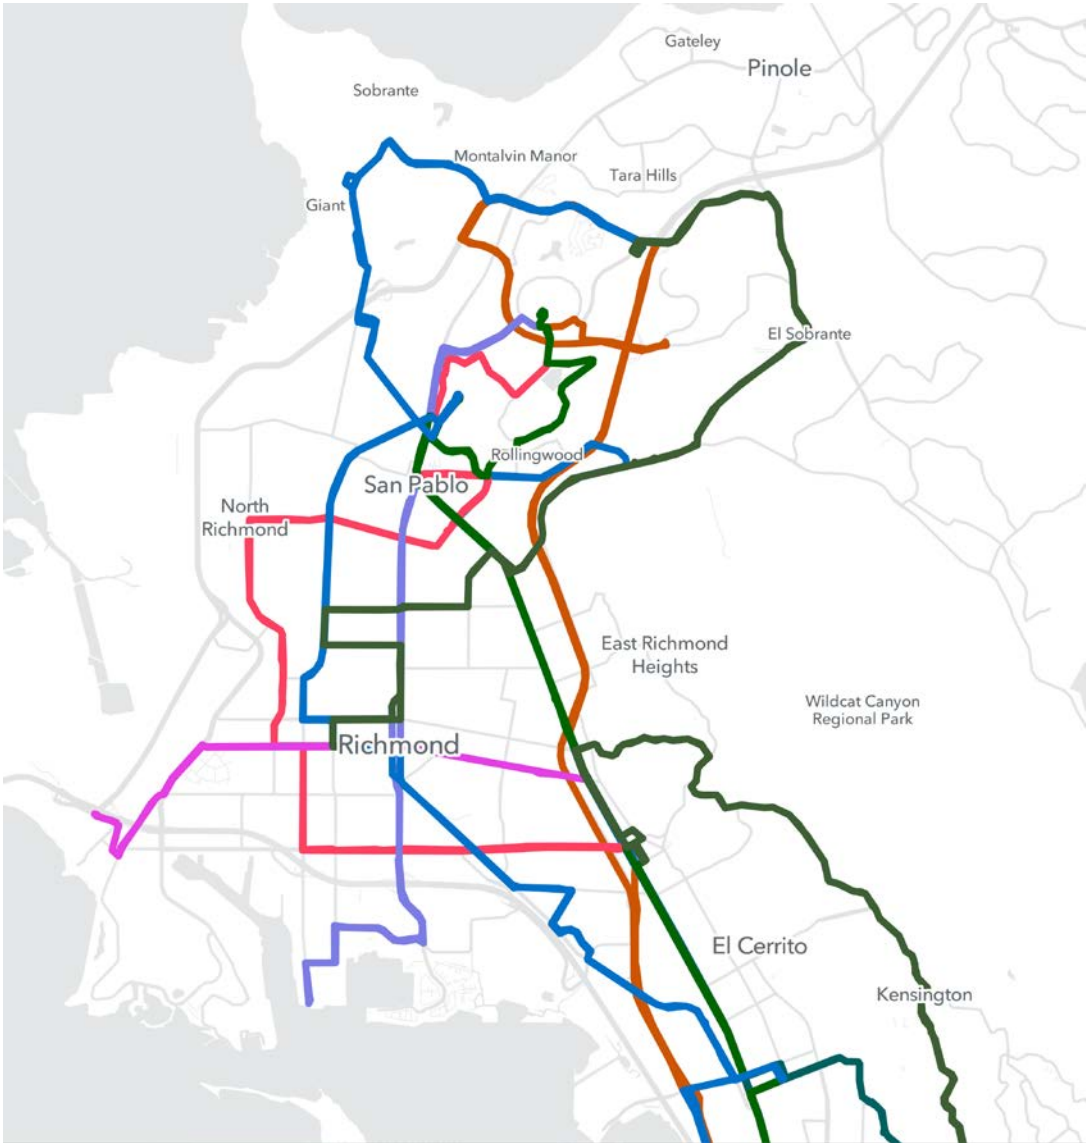 Gateley
Pinole
Sobrante
Montalvin Manor
Tara Hills
Giant
El Sobrante
Rollingwood
San Pablo
North
Richmond
East Richmond
Heights
Wildcat Canyon
Regional Park
Richmond
El Cerrito
Kensington